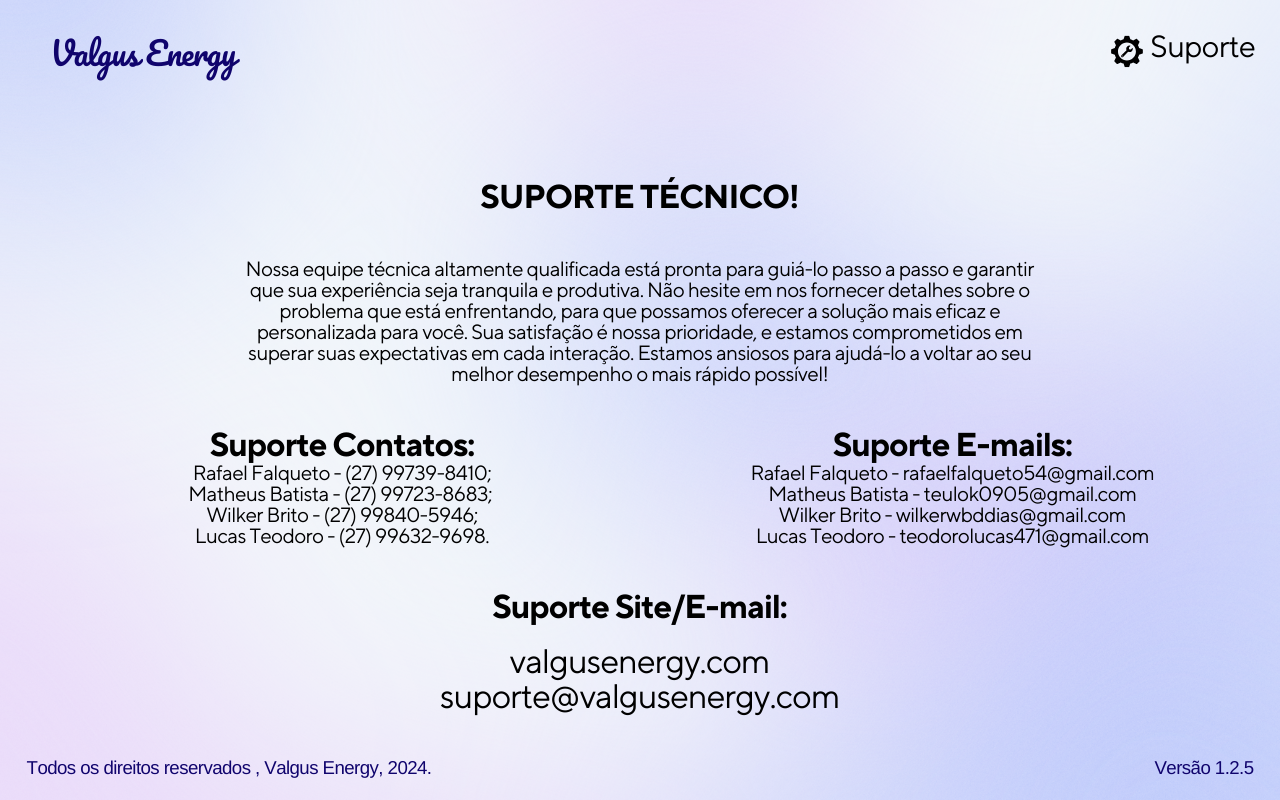 Valgus Energy
Suporte
SUPORTE TÉCNICO!
Nossa equipe técnica altamente qualificada está pronta para guiá-lo passo a passo e garantir
que sua experiência seja tranquila e produtiva. Não hesite em nos fornecer detalhes sobre o
problema que está enfrentando, para que possamos oferecer a solução mais eficaz e
personalizada para você. Sua satisfação é nossa prioridade, e estamos comprometidos em
superar suas expectativas em cada interação. Estamos ansiosos para ajudá-lo a voltar ao seu
melhor desempenho o mais rápido possível!
Suporte Contatos:
Rafael Falqueto - (27) 99739-8410;
Matheus Batista - (27) 99723-8683;
Wilker Brito - (27) 99840-5946;
Lucas Teodoro - (27) 99632-9698.
Suporte E-mails:
Rafael Falqueto - rafaelfalqueto54@gmail.com
Matheus Batista - teulok0905@gmail.com
Wilker Brito - wilkerwbddias@gmail.com
Lucas Teodoro - teodorolucas471@gmail.com
Suporte Site/E-mail:
valgusenergy.com
suporte@valgusenergy.com
Todos os direitos reservados , Valgus Energy, 2024.
Versão 1.2.5